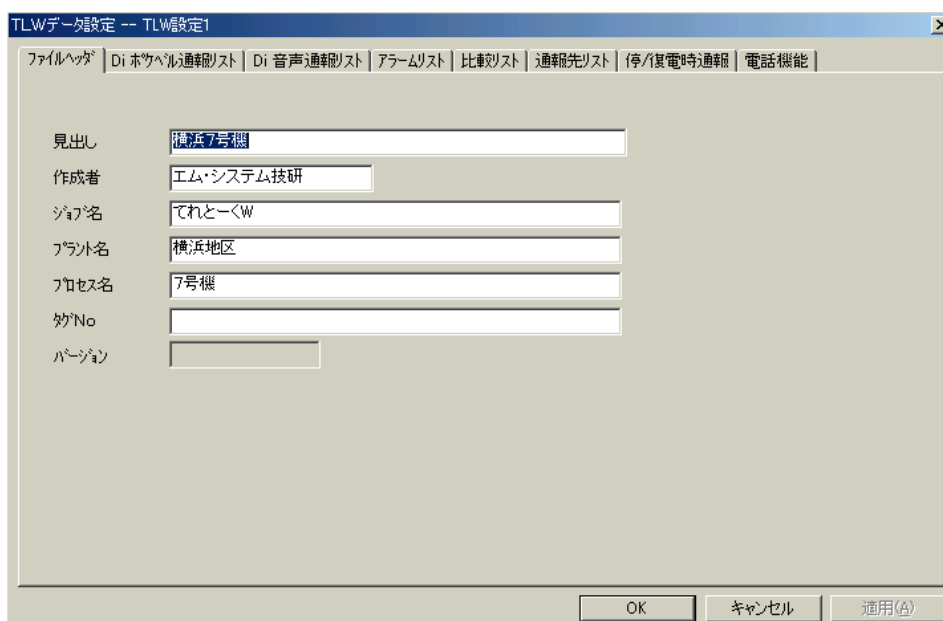 TLWデータ設定 -- TLW設定1
ﾌｧｲﾙﾍｯﾀﾞ Di ﾎﾟｹﾍﾞﾙ通報ﾘｽﾄ Di 音声通報ﾘｽﾄ ｱﾗｰﾑﾘｽﾄ 比較ﾘｽﾄ 通報先ﾘｽﾄ 停/復電時通報 電話機能
見出し 横浜7号機
作成者 エム・システム技研
ｼﾞｮﾌﾞ名 てれとーくW
ﾌﾟﾗﾝﾄ名 横浜地区
ﾌﾟﾛｾｽ名 7号機
ﾀｸﾞNo
ﾊﾞｰｼﾞｮﾝ
OK キャンセル 適用(A)